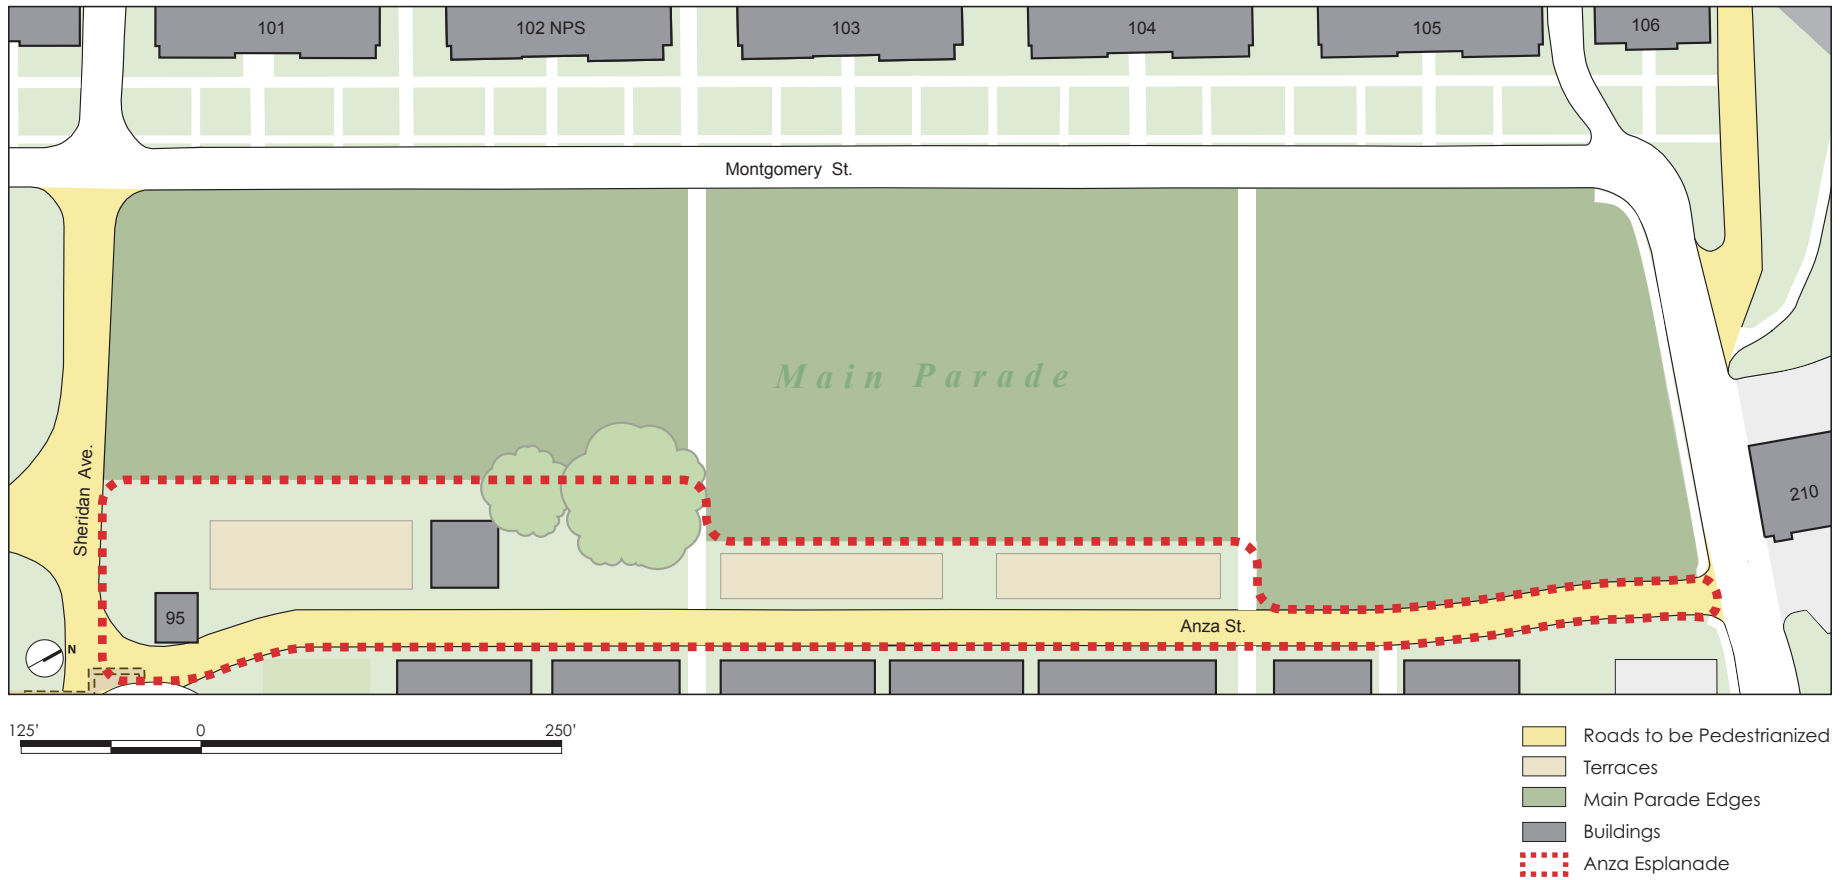 101
102 NPS
103
104
105
106
Montgomery St.
Main Parade
Sheridan Ave.
210
95
Anza St.
N
125'
0
250'
Roads to be Pedestrianized
Terraces
Main Parade Edges
Buildings
Anza Esplanade